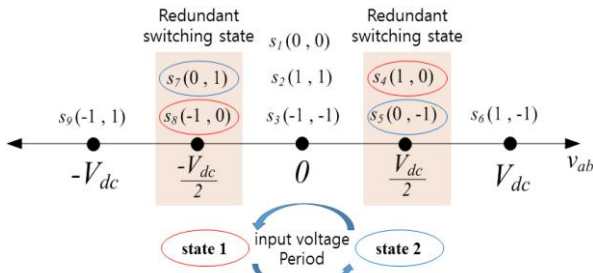 Redundant
switching state
Redundant
switching state
s1(0 , 0)
s7(0 , 1)
s2(1 , 1)
s4(1 , 0)
s9(-1 , 1)
s8(-1 , 0)
s3(-1 , -1)
s5(0 , -1)
s6(1 , -1)
-Vdc
-Vdc
2
0
Vdc
2
Vdc
vab
state 1
input voltage
Period
state 2